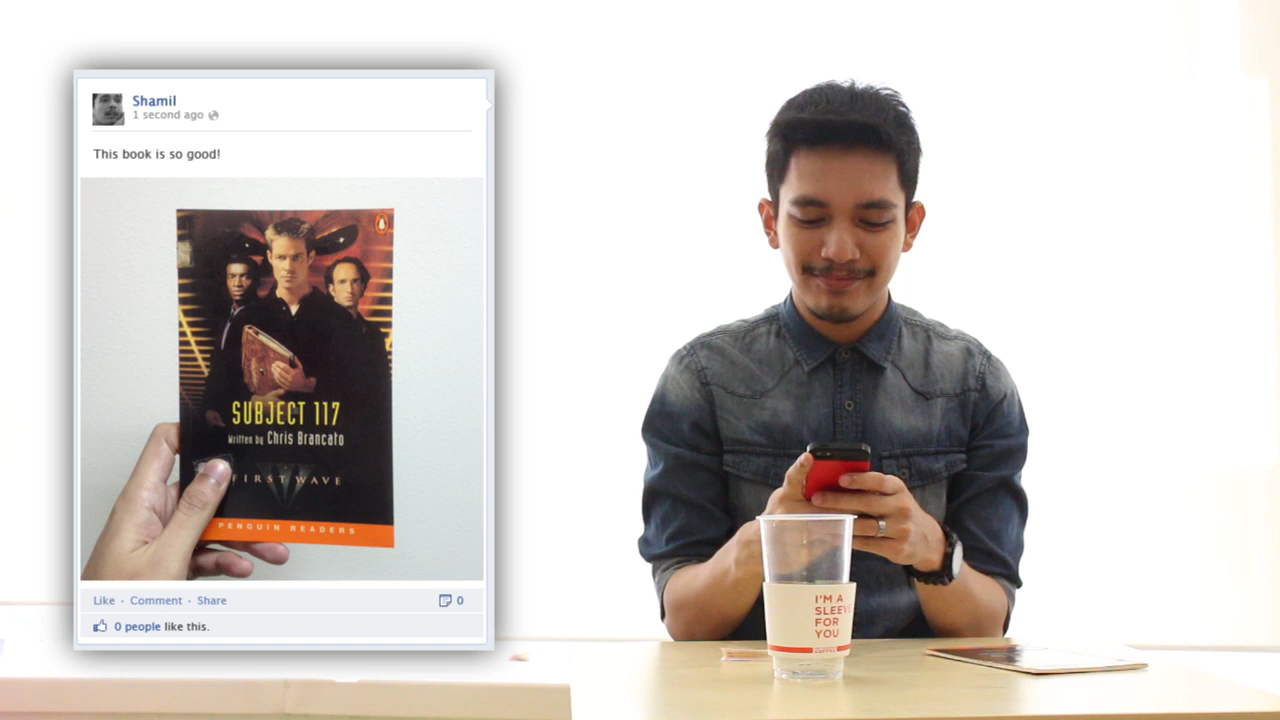 Shamil
1 second ago
This book is so good!
SUBJECT 117
Written by Chris Brancato
FIRST WAVE
PENGUIN READERS
Like · Comment · Share
0
0 people like this.
I'M A
SLEEVE
FOR
YOU
COFFEE